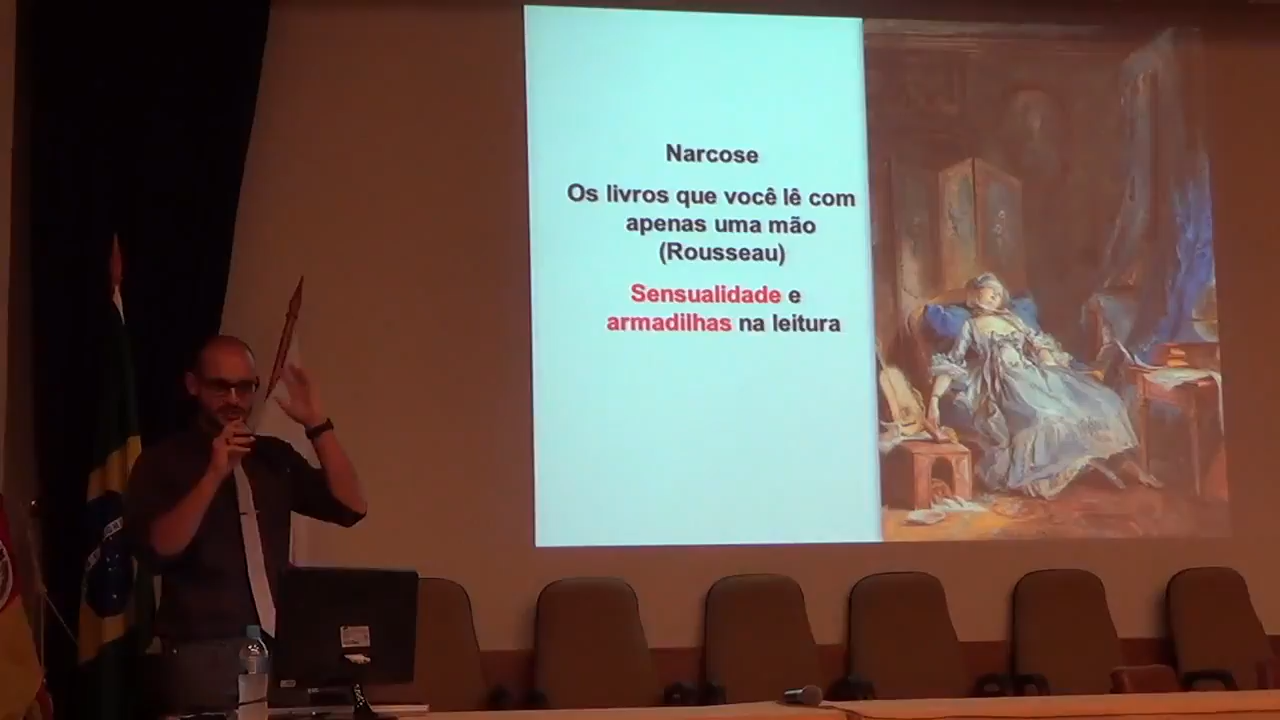 Narcose
Os livros que você lê com
apenas uma mão
(Rousseau)
Sensualidade e
armadilhas na leitura